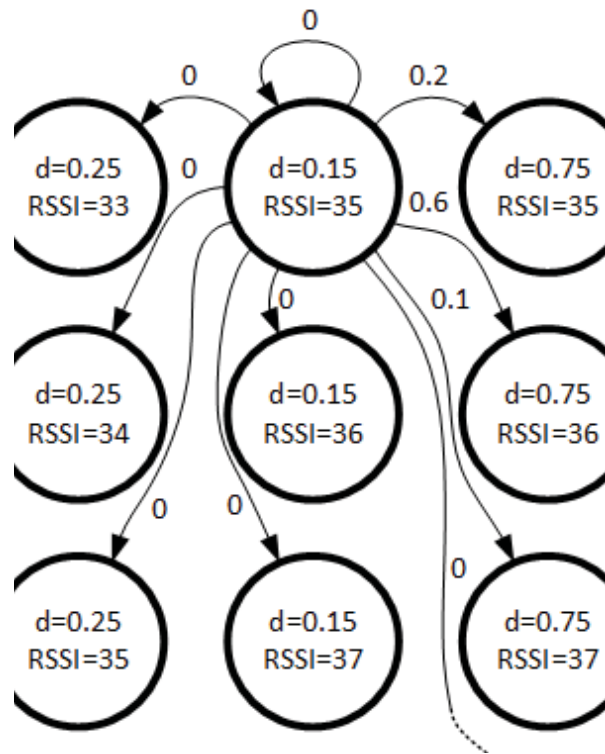 0
0
0.2
d=0.25
RSSI=33
d=0.15
RSSI=35
d=0.75
RSSI=35
0
0.6
0
0.1
d=0.25
RSSI=34
d=0.15
RSSI=36
d=0.75
RSSI=36
0
0
0
d=0.25
RSSI=35
d=0.15
RSSI=37
d=0.75
RSSI=37